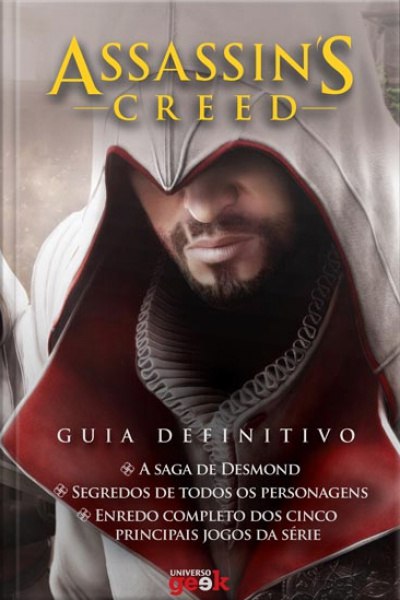 ASSASSIN'S
CREED
GUIA DEFINITIVO
A SAGA DE DESMOND
SEGREDOS DE TODOS OS PERSONAGENS
ENREDO COMPLETO DOS CINCO
PRINCIPAIS JOGOS DA SÉRIE
UNIVERSO
geek